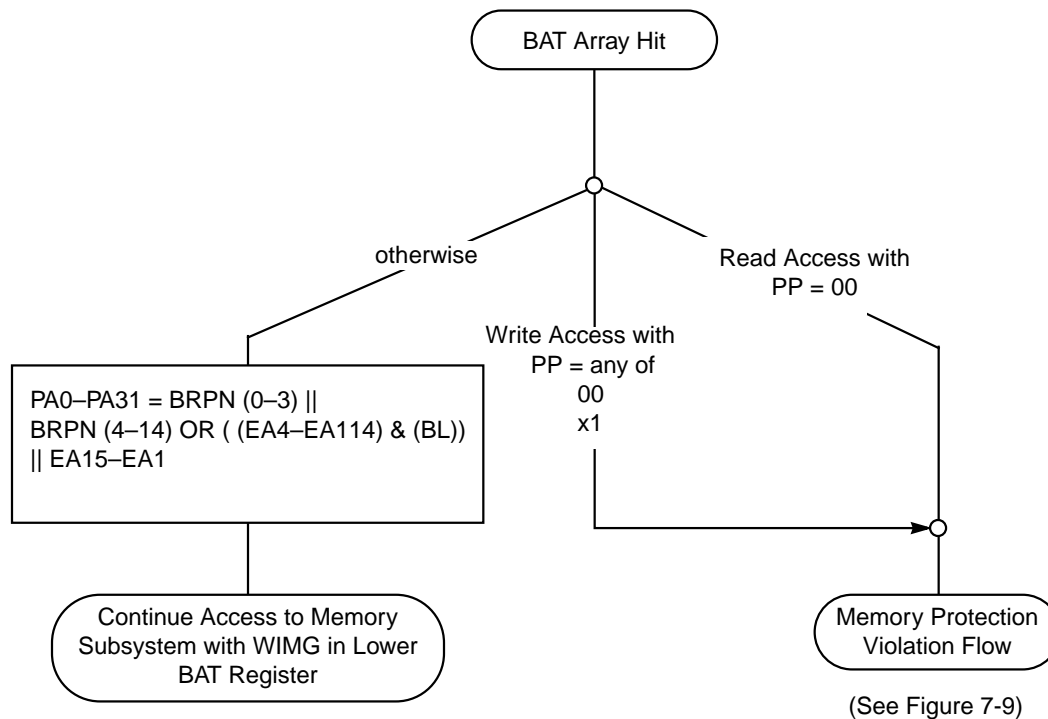 BAT Array Hit
otherwise
Read Access with
PP = 00
Write Access with
PP = any of
00
x1
PA0–PA31 = BRPN (0–3) ||
BRPN (4–14) OR ( (EA4–EA114) & (BL))
|| EA15–EA1
Continue Access to Memory
Subsystem with WIMG in Lower
BAT Register
Memory Protection
Violation Flow
(See Figure 7-9)